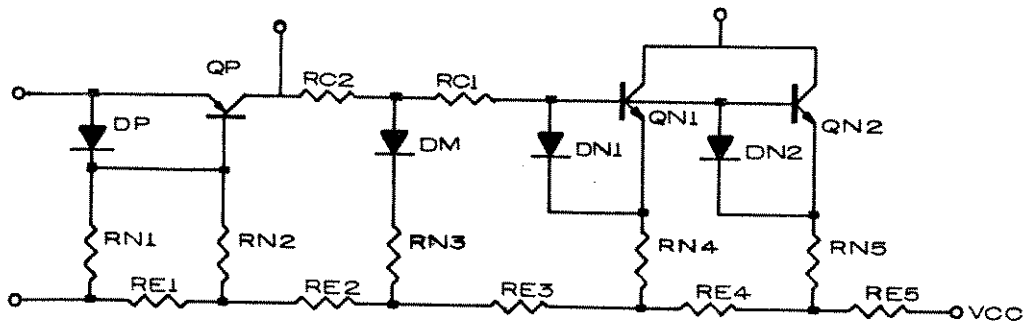 QP
RC2
RC1
DP
DM
DN1
QN1
DN2
QN2
RN1
RN2
RN3
RN4
RN5
RE1
RE2
RE3
RE4
RE5
VCC